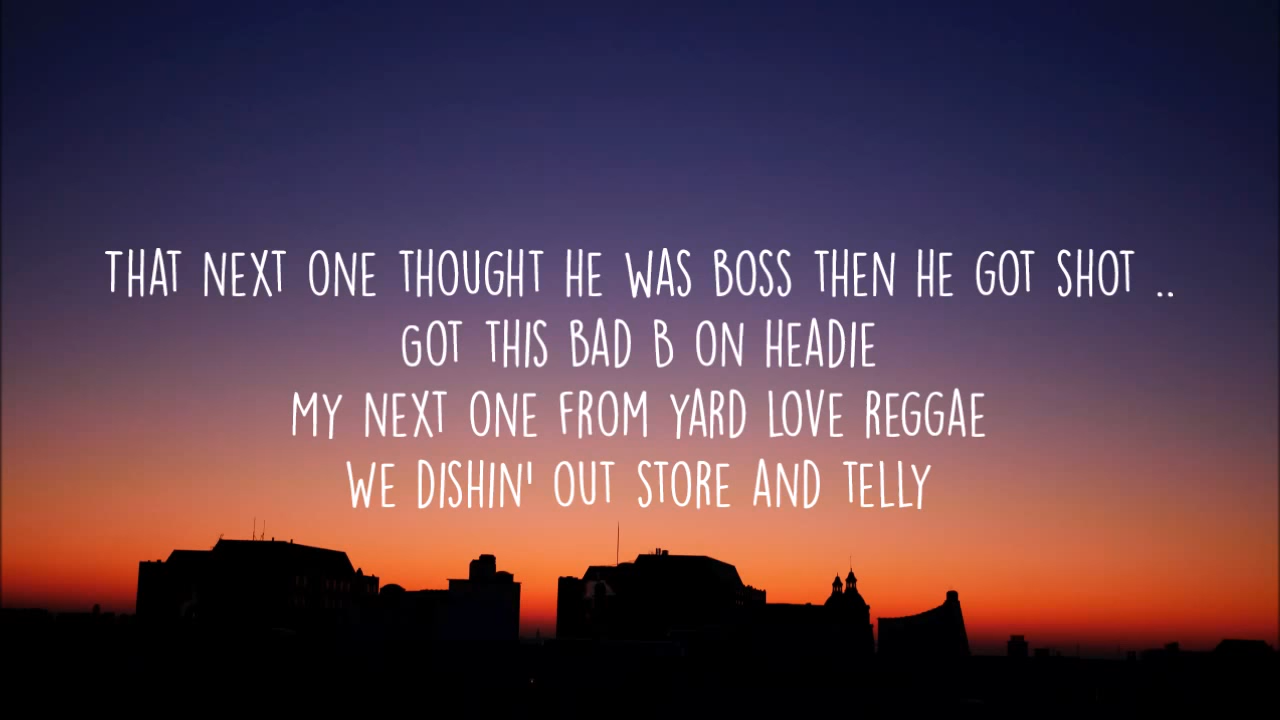 THAT NEXT ONE THOUGHT HE WAS BOSS THEN HE GOT SHOT ..
GOT THIS BAD B ON HEADIE
MY NEXT ONE FROM YARD LOVE REGGAE
WE DISHIN' OUT STORE AND TELLY